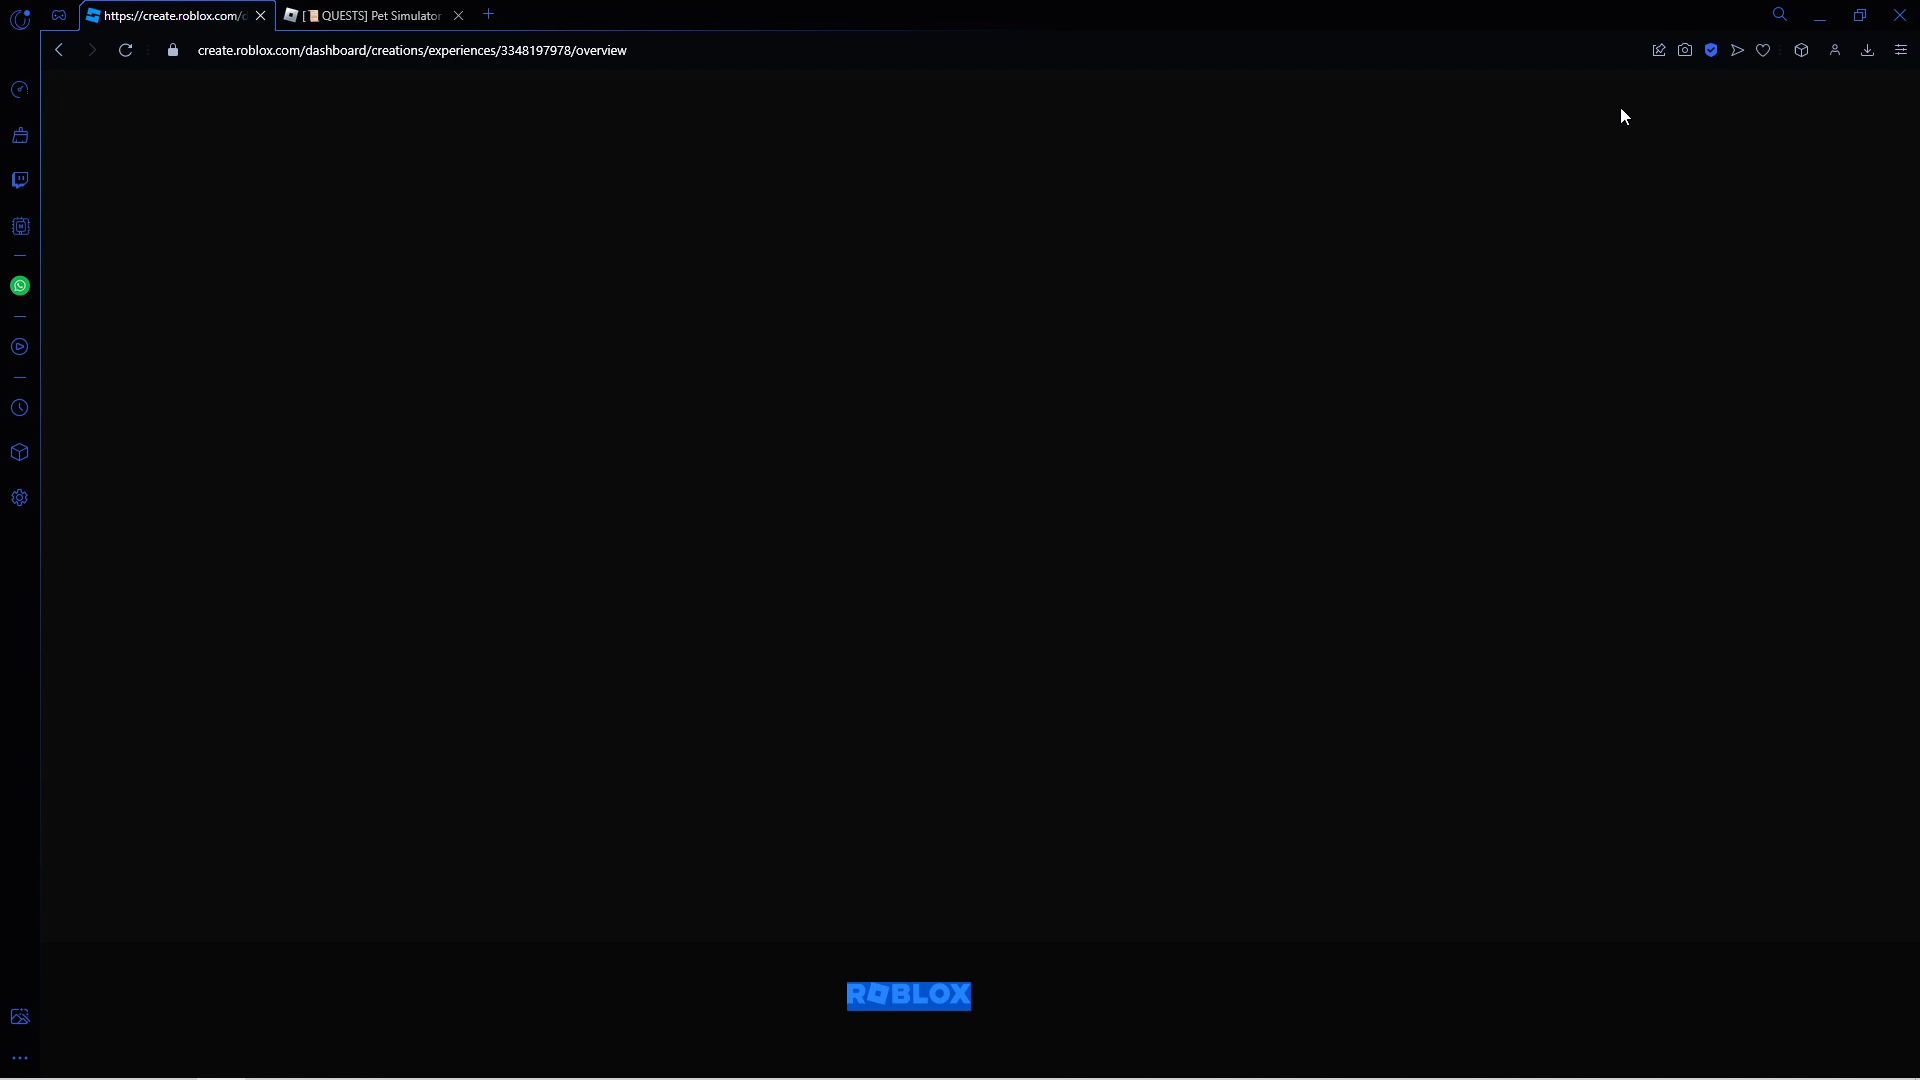 https://create.roblox.com/d
[📜 QUESTS] Pet Simulator
create.roblox.com/dashboard/creations/experiences/3348197978/overview
ROBLOX